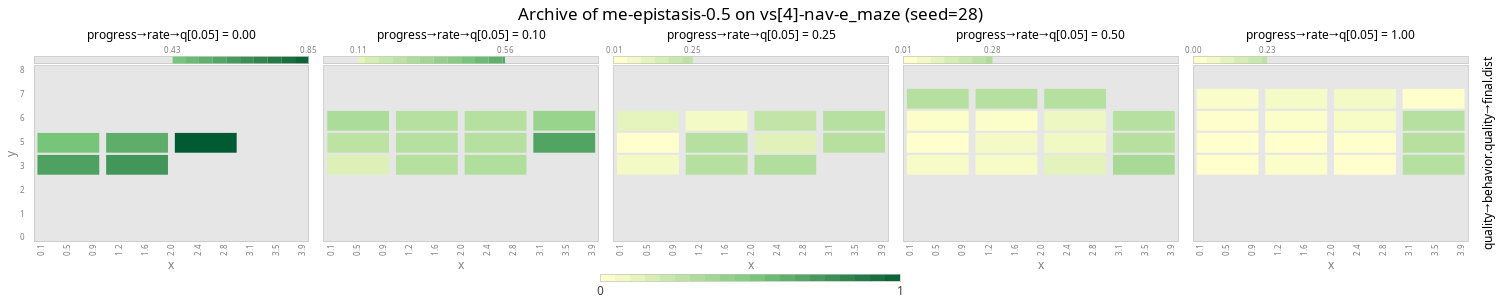 Archive of me-epistasis-0.5 on vs[4]-nav-e_maze (seed=28)
progress→rate→q[0.05] = 0.00
progress→rate→q[0.05] = 0.10
progress→rate→q[0.05] = 0.25
progress→rate→q[0.05] = 0.50
progress→rate→q[0.05] = 1.00
0.43 0.85
0.11 0.56
0.01 0.25
0.01 0.28
0.00 0.23
8
7
6
5
3
2
1
0
y
0.1 0.5 0.9 1.2 1.6 2.0 2.4 2.8 3.1 3.5 3.9
0.1 0.5 0.9 1.2 1.6 2.0 2.4 2.8 3.1 3.5 3.9
0.1 0.5 0.9 1.2 1.6 2.0 2.4 2.8 3.1 3.5 3.9
0.1 0.5 0.9 1.2 1.6 2.0 2.4 2.8 3.1 3.5 3.9
0.1 0.5 0.9 1.2 1.6 2.0 2.4 2.8 3.1 3.5 3.9
x
x
x
x
x
quality→behavior.quality→final.dist
0 1